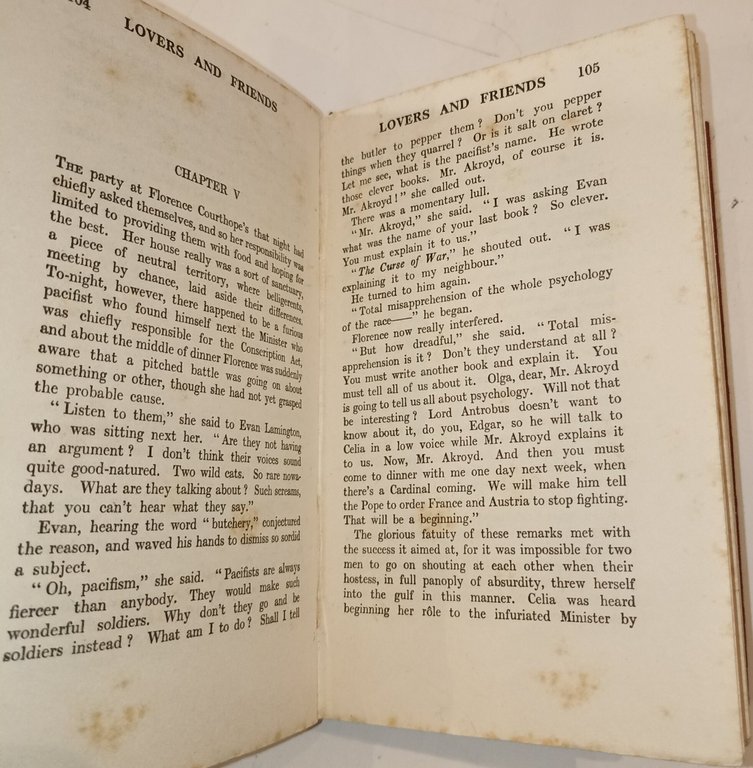 104
LOVERS AND FRIENDS
CHAPTER V
THE party at Florence Courthope's that night had
chiefly asked themselves, and so her responsibility was
limited to providing them with food and hoping for
the best. Her house really was a sort of sanctuary,
a piece of neutral territory, where belligerents,
meeting by chance, laid aside their differences.
To-night, however, there happened to be a furious
pacifist who found himself next the Minister who
was chiefly responsible for the Conscription Act,
and about the middle of dinner Florence was suddenly
aware that a pitched battle was going on about
something or other, though she had not yet grasped
the probable cause.
"Listen to them," she said to Evan Lamington,
who was sitting next her. "Are they not having
an argument? I don't think their voices sound
quite good-natured. Two wild cats. So rare nowa-
days. What are they talking about? Such screams,
that you can't hear what they say."
Evan, hearing the word "butchery," conjectured
the reason, and waved his hands to dismiss so sordid
a subject.
"Oh, pacifism," she said. "Pacifists are always
fiercer than anybody. They would make such
wonderful soldiers. Why don't they go and be
soldiers instead? What am I to do? Shall I tell
LOVERS AND FRIENDS 105
the butler to pepper them? Don't you pepper
things when they quarrel? Or is it salt on claret?
Let me see, what is the pacifist's name. He wrote
those clever books. Mr. Akroyd, of course it is.
Mr. Akroyd!" she called out.
There was a momentary lull.
"Mr. Akroyd," she said. "I was asking Evan
what was the name of your last book? So clever.
You must explain it to us."
"The Curse of War," he shouted out. "I was
explaining it to my neighbour."
He turned to him again.
"Total misapprehension of the whole psychology
of the race——" he began.
Florence now really interfered.
"But how dreadful," she said. "Total mis-
apprehension is it? Don't they understand at all?
You must write another book and explain it. You
must tell all of us about it. Olga, dear, Mr. Akroyd
is going to tell us all about psychology. Will not that
be interesting? Lord Antrobus doesn't want to
know about it, do you, Edgar, so he will talk to
Celia in a low voice while Mr. Akroyd explains it
to us. Now, Mr. Akroyd. And then you must
come to dinner with me one day next week, when
there's a Cardinal coming. We will make him tell
the Pope to order France and Austria to stop fighting.
That will be a beginning."
The glorious fatuity of these remarks met with
the success it aimed at, for it was impossible for two
men to go on shouting at each other when their
hostess, in full panoply of absurdity, threw herself
into the gulf in this manner. Celia was heard
beginning her rôle to the infuriated Minister by